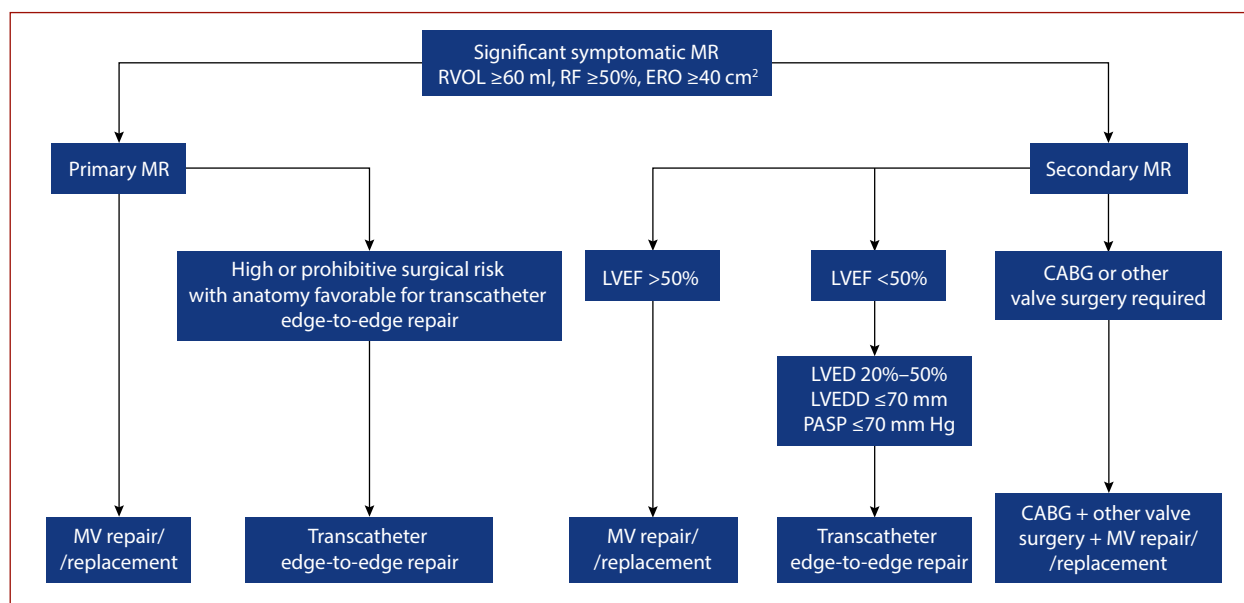 Significant symptomatic MR
RVOL ≥60 ml, RF ≥50%, ERO ≥40 cm²
Primary MR
Secondary MR
High or prohibitive surgical risk
with anatomy favorable for transcatheter
edge-to-edge repair
LVEF >50%
LVEF <50%
CABG or other
valve surgery required
LVED 20%–50%
LVEDD ≤70 mm
PASP ≤70 mm Hg
MV repair/
/replacement
Transcatheter
edge-to-edge repair
MV repair/
/replacement
Transcatheter
edge-to-edge repair
CABG + other valve
surgery + MV repair/
/replacement